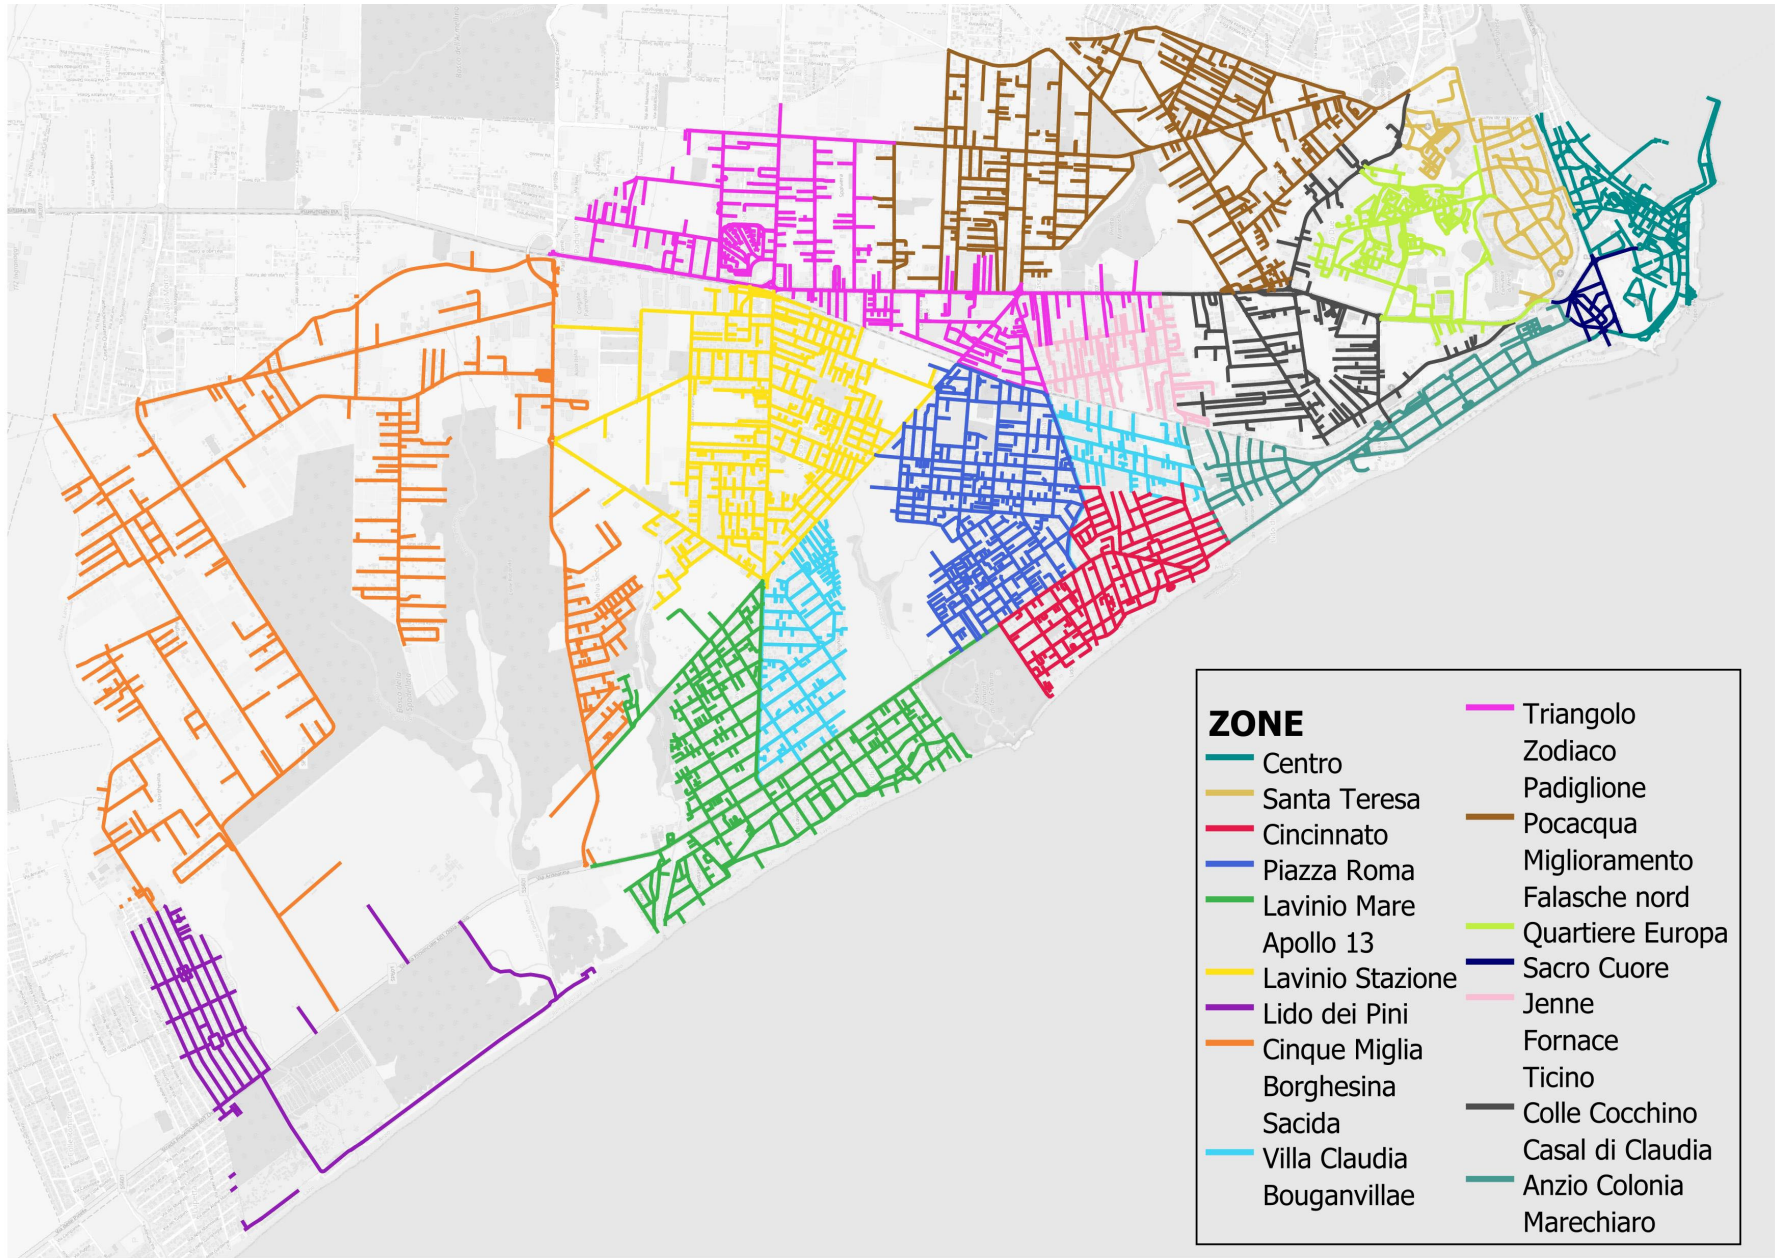 ZONE
Centro
Santa Teresa
Cincinnato
Piazza Roma
Lavinio Mare
Apollo 13
Lavinio Stazione
Lido dei Pini
Cinque Miglia
Borghesina
Sacida
Villa Claudia
Bouganvillae
Triangolo
Zodiaco
Padiglione
Pocacqua
Miglioramento
Falasche nord
Quartiere Europa
Sacro Cuore
Jenne
Fornace
Ticino
Colle Cocchino
Casal di Claudia
Anzio Colonia
Marechiaro